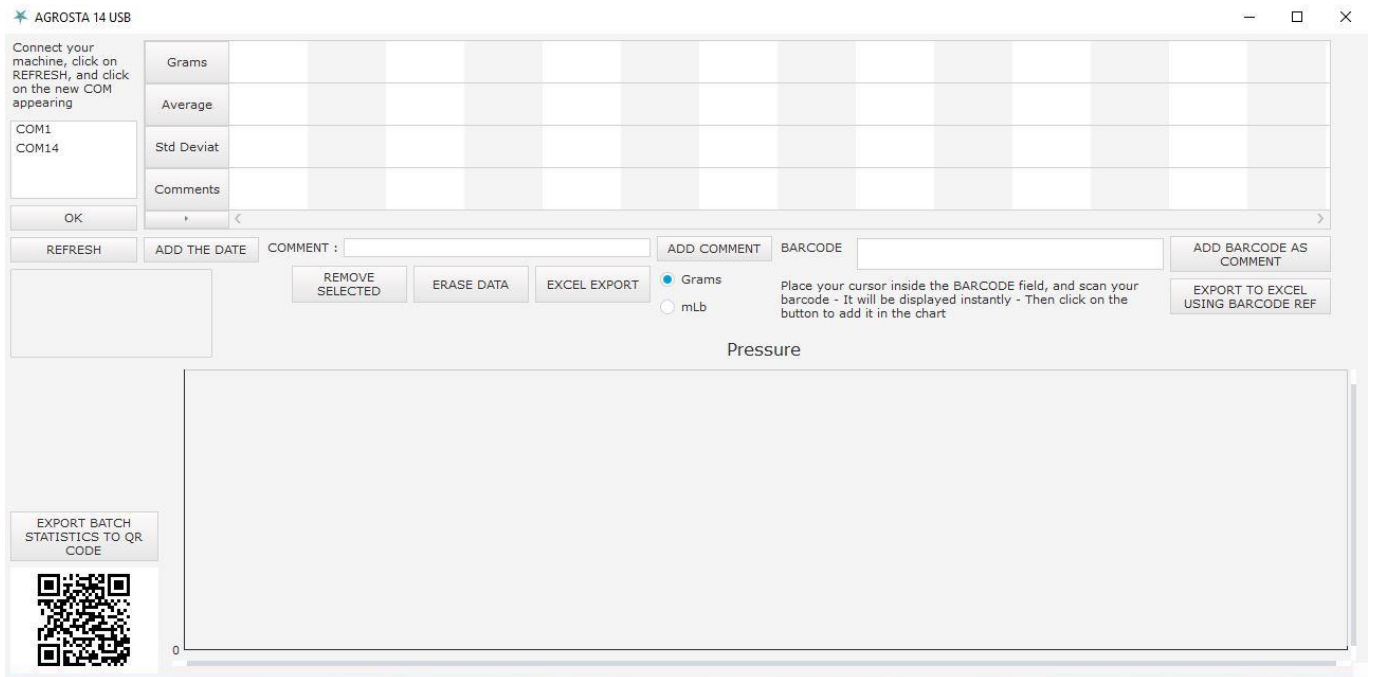 AGROSTA 14 USB
Connect your
machine, click on
REFRESH, and click
on the new COM
appearing
COM1
COM14
OK
REFRESH
Grams
Average
Std Deviat
Comments
ADD THE DATE
COMMENT :
ADD COMMENT
BARCODE
ADD BARCODE AS
COMMENT
REMOVE
SELECTED
ERASE DATA
EXCEL EXPORT
Grams
mLb
Place your cursor inside the BARCODE field, and scan your
barcode - It will be displayed instantly - Then click on the
button to add it in the chart
EXPORT TO EXCEL
USING BARCODE REF
Pressure
EXPORT BATCH
STATISTICS TO QR
CODE
0